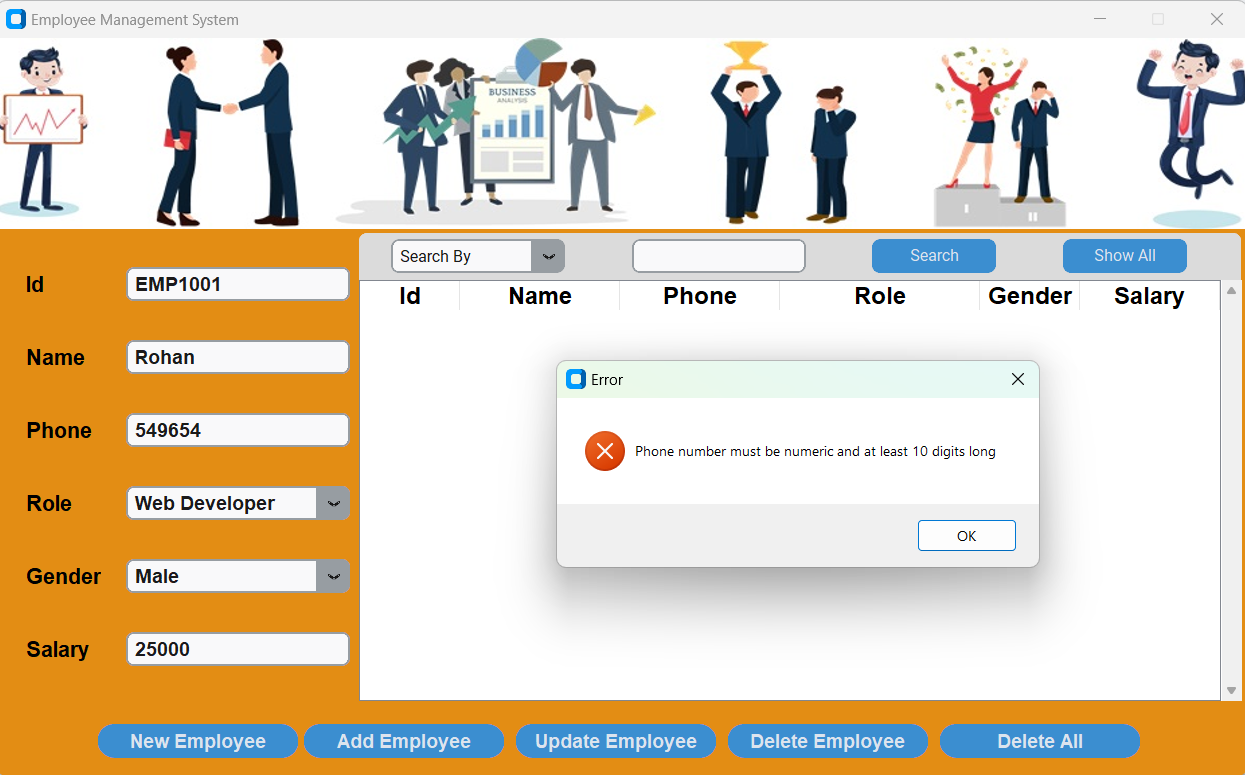 Employee Management System
BUSINESS
ANALYSIS
I
II
Search By
Search
Show All
Id
EMP1001
Name
Rohan
Phone
549654
Role
Web Developer
Gender
Male
Salary
25000
Id Name Phone Role Gender Salary
Error
Phone number must be numeric and at least 10 digits long
OK
New Employee Add Employee Update Employee Delete Employee Delete All